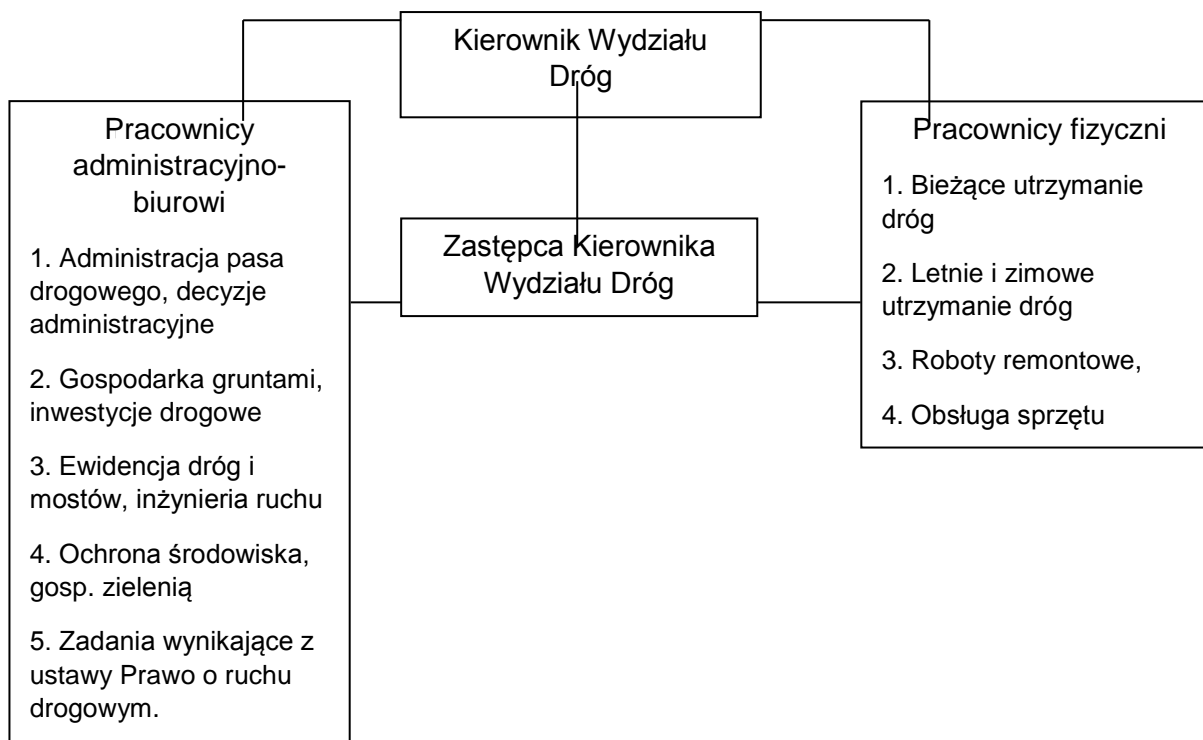 Kierownik Wydziału
Dróg
Pracownicy
administracyjno-
biurowi
1. Administracja pasa
drogowego, decyzje
administracyjne
2. Gospodarka gruntami,
inwestycje drogowe
3. Ewidencja dróg i
mostów, inżynieria ruchu
4. Ochrona środowiska,
gosp. zielenią
5. Zadania wynikające z
ustawy Prawo o ruchu
drogowym.
Zastępca Kierownika
Wydziału Dróg
Pracownicy fizyczni
1. Bieżące utrzymanie
dróg
2. Letnie i zimowe
utrzymanie dróg
3. Roboty remontowe,
4. Obsługa sprzętu